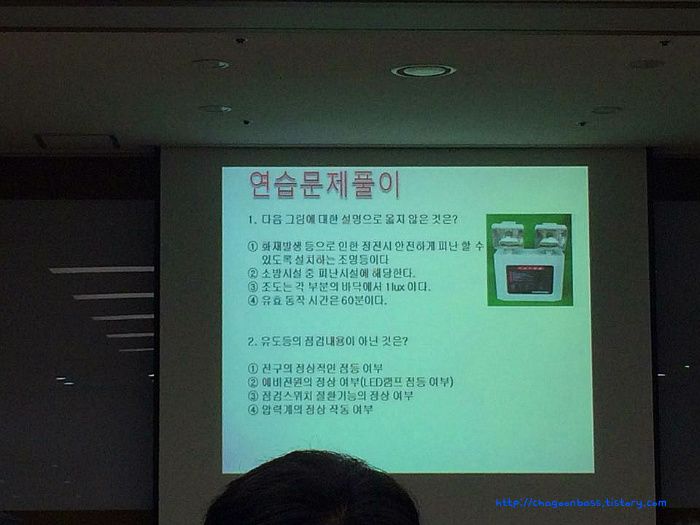 연습문제풀이
1. 다음 그림에 대한 설명으로 옳지 않은 것은?
① 화재발생 등으로 인한 정전시 안전하게 피난 할 수
있도록 설치하는 조명등이다
② 소방시설 중 피난시설에 해당한다.
③ 조도는 각 부분의 바닥에서 1lux 이다.
④ 유효 동작 시간은 60분이다.
2. 유도등의 점검내용이 아닌 것은?
① 전구의 정상적인 점등 여부
② 예비전원의 정상 여부(LED램프 점등 여부)
③ 점검스위치 절환기능의 정상 여부
④ 압력계의 정상 작동 여부
http://chagoonboss.tistory.com